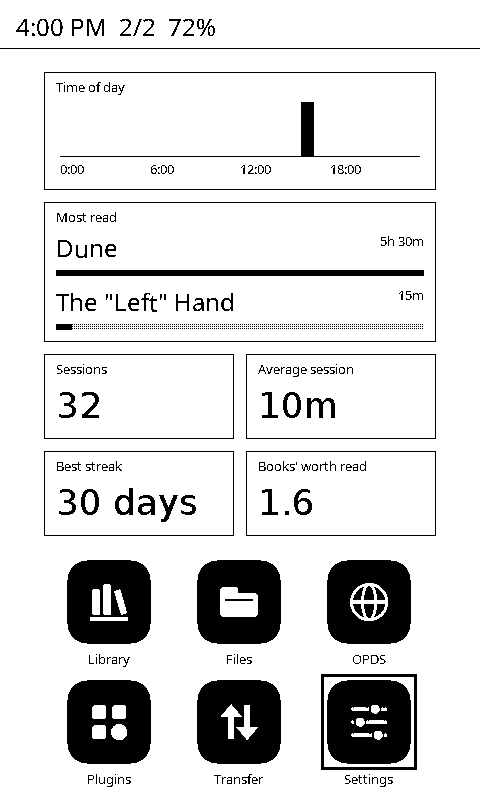 4:00 PM 2/2 72%
Time of day
0:00 6:00 12:00 18:00
Most read
Dune 5h 30m
The "Left" Hand 15m
Sessions
32
Average session
10m
Best streak
30 days
Books' worth read
1.6
Library Files OPDS
Plugins Transfer Settings